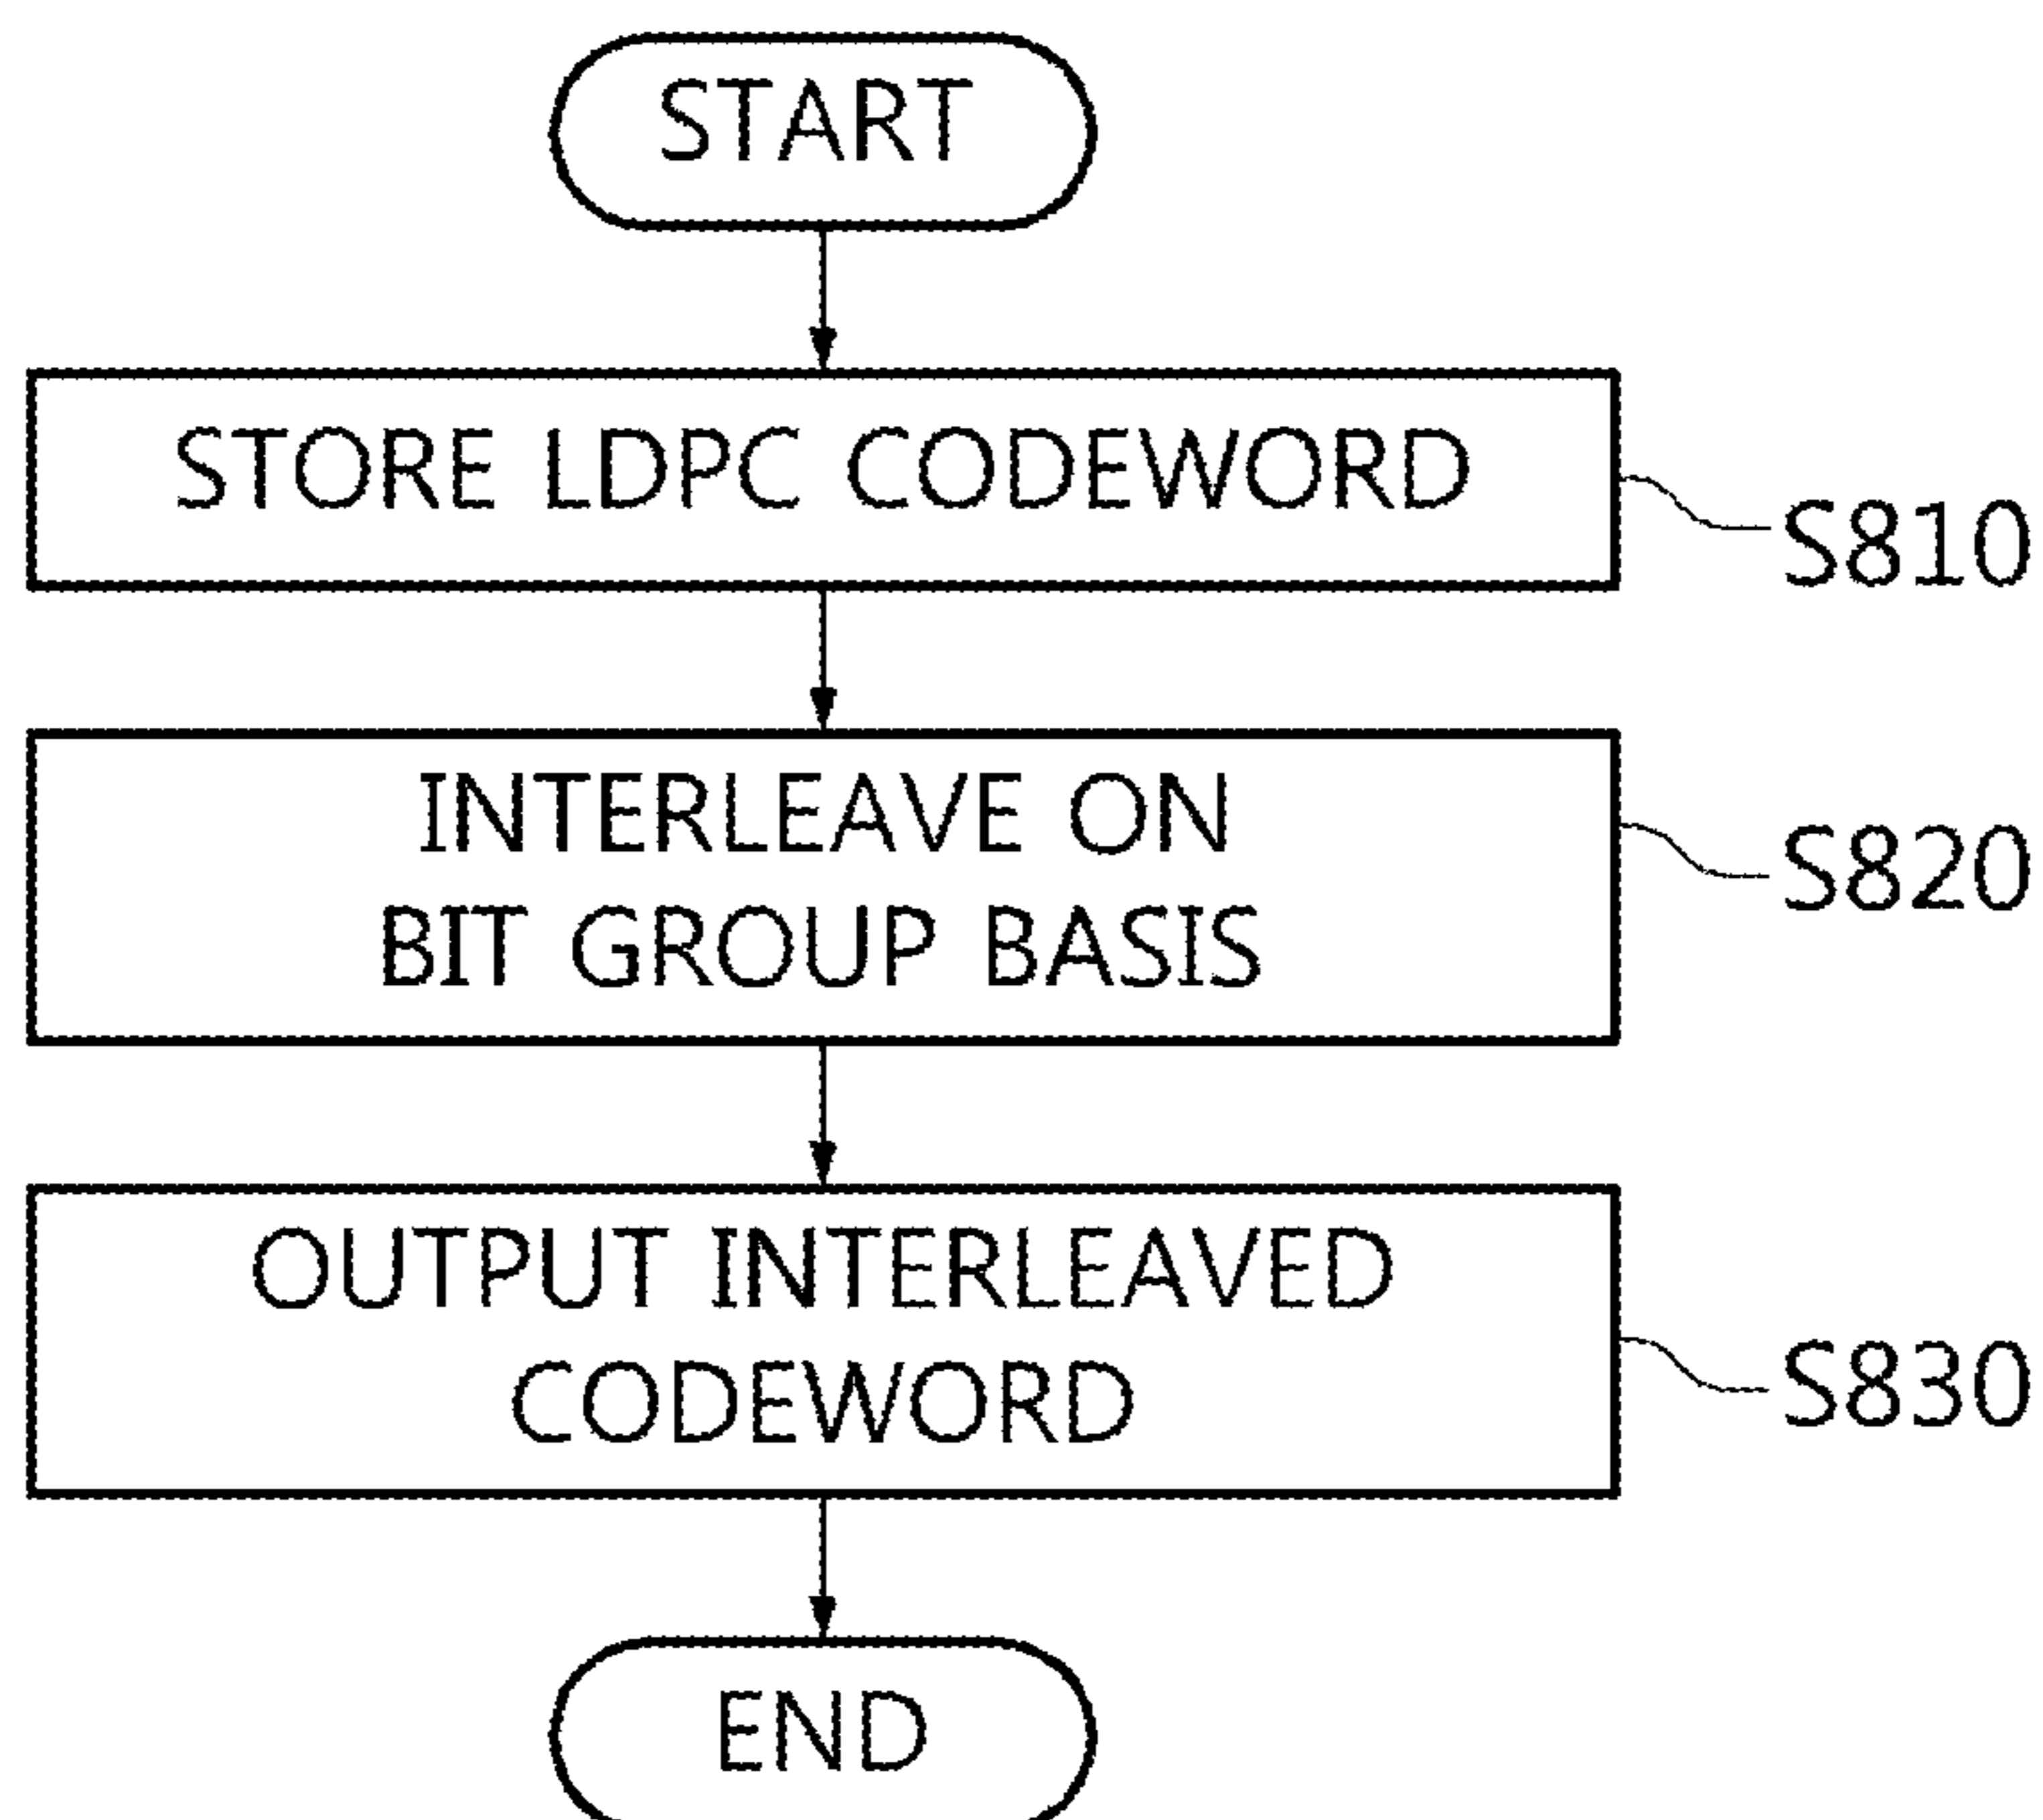 START
STORE LDPC CODEWORD
S810
INTERLEAVE ON
BIT GROUP BASIS
S820
OUTPUT INTERLEAVED
CODEWORD
S830
END